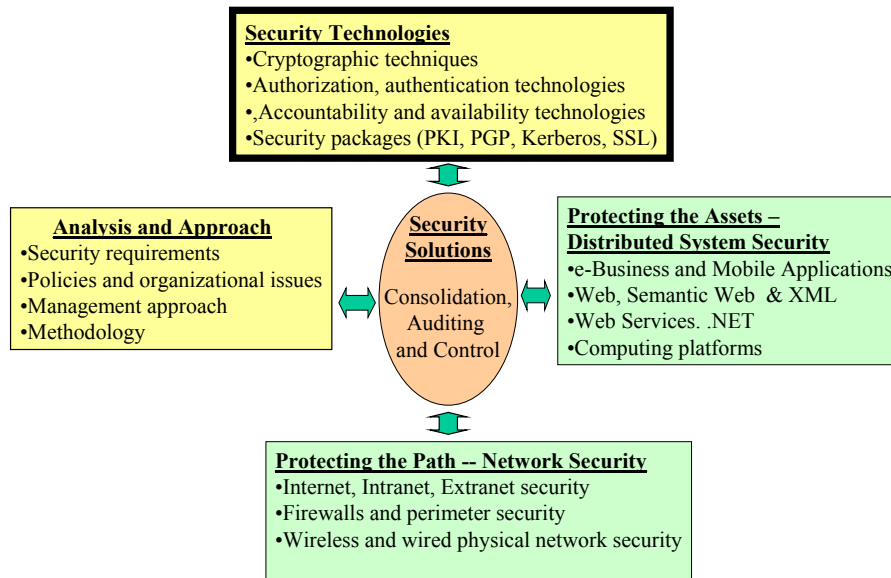 Security Technologies
•Cryptographic techniques
•Authorization, authentication technologies
•,Accountability and availability technologies
•Security packages (PKI, PGP, Kerberos, SSL)
Analysis and Approach
•Security requirements
•Policies and organizational issues
•Management approach
•Methodology
Security
Solutions
Consolidation,
Auditing
and Control
Protecting the Assets –
Distributed System Security
•e-Business and Mobile Applications
•Web, Semantic Web & XML
•Web Services. .NET
•Computing platforms
Protecting the Path -- Network Security
•Internet, Intranet, Extranet security
•Firewalls and perimeter security
•Wireless and wired physical network security